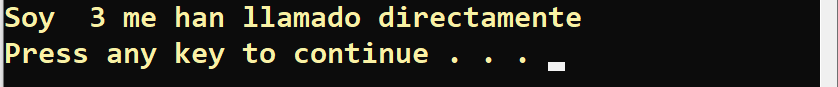 Soy  3 me han llamado directamente
Press any key to continue . . .